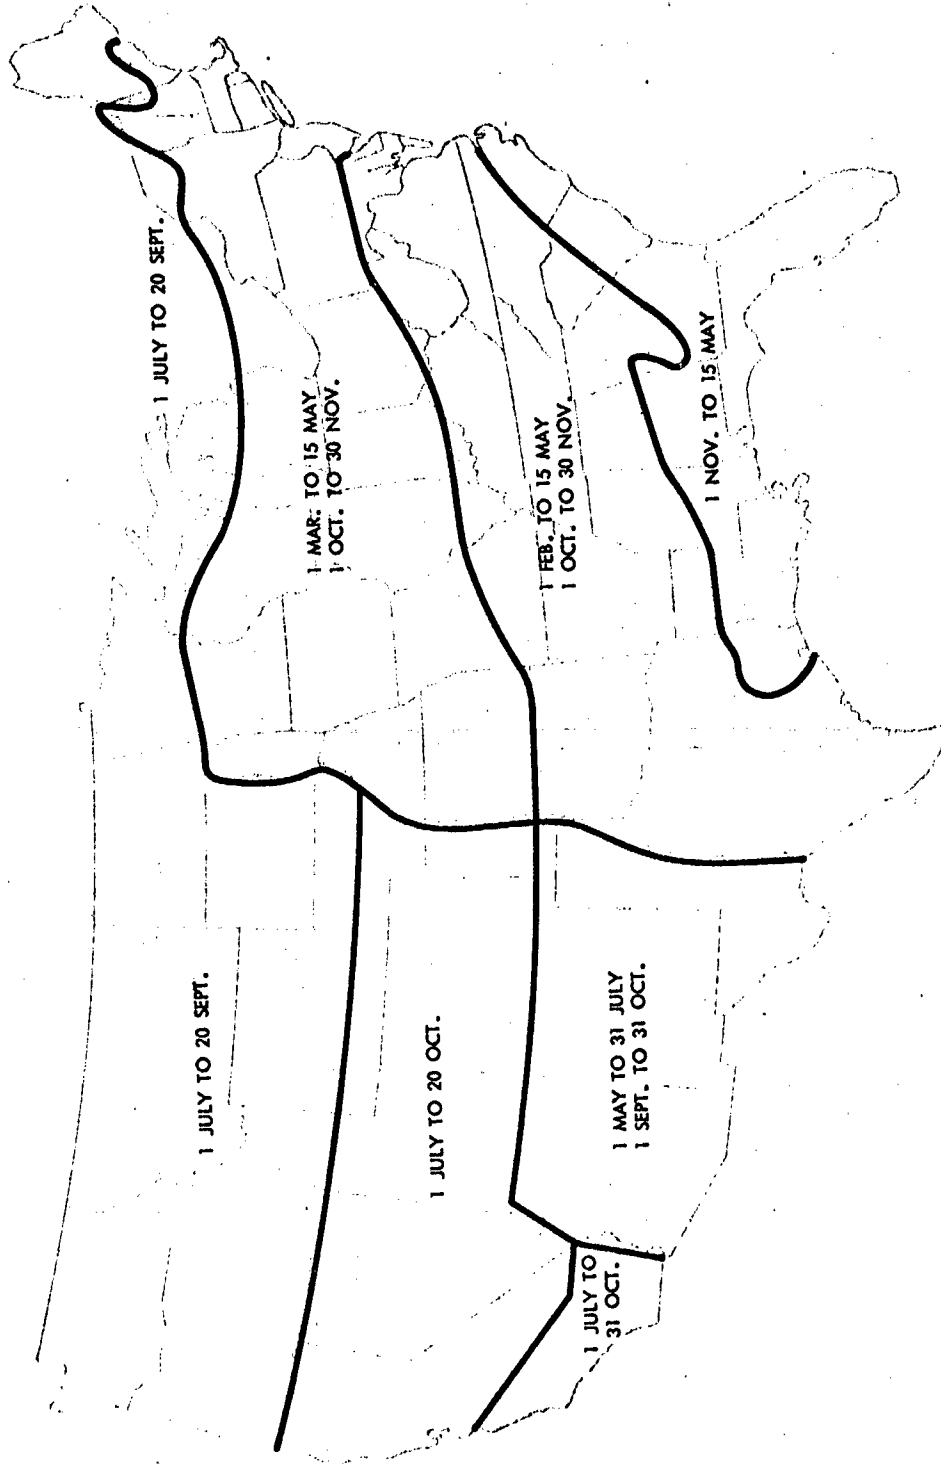 1 JULY TO 20 SEPT.
1 JULY TO 20 SEPT.
1 MAR. TO 15 MAY
1 OCT. TO 30 NOV.
1 JULY TO 20 OCT.
1 FEB. TO 15 MAY
1 OCT. TO 30 NOV.
1 MAY TO 31 JULY
1 SEPT. TO 31 OCT.
1 JULY TO
31 OCT.
1 NOV. TO 15 MAY